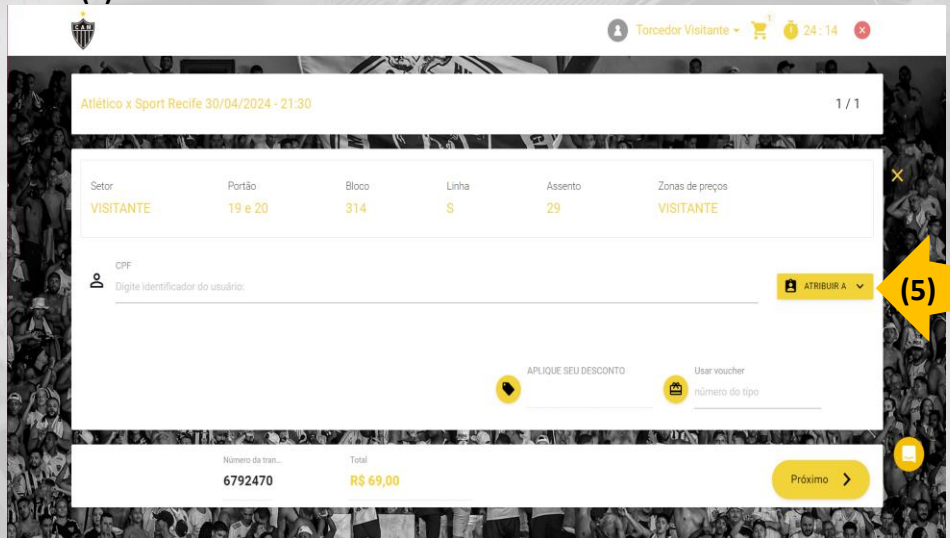 CAM
Torcedor Visitante
1
24 : 14
Atlético x Sport Recife 30/04/2024 - 21:30
1 / 1
Setor Portão Bloco Linha Assento Zonas de preços
VISITANTE 19 e 20 314 S 29 VISITANTE
CPF
Digite identificador do usuário:
ATRIBUIR A
(5)
APLIQUE SEU DESCONTO
Usar voucher
número do tipo
Número da tran... Total
6792470 R$ 69,00
Próximo